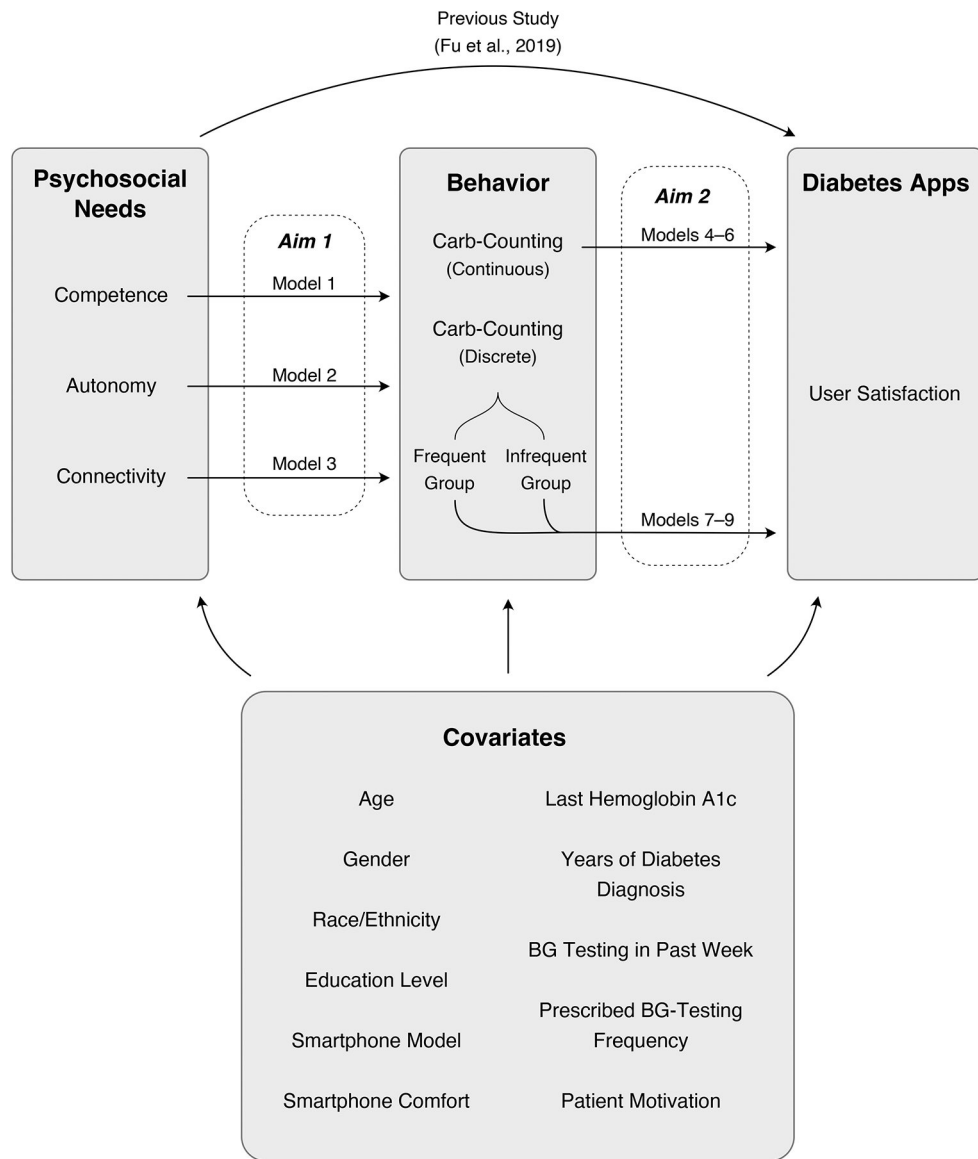 Previous Study
(Fu et al., 2019)
Psychosocial
Needs
Competence
Autonomy
Connectivity
Aim 1
Model 1
Model 2
Model 3
Behavior
Carb-Counting
(Continuous)
Carb-Counting
(Discrete)
Frequent
Group
Infrequent
Group
Aim 2
Models 4–6
Models 7–9
Diabetes Apps
User Satisfaction
Covariates
Age
Gender
Race/Ethnicity
Education Level
Smartphone Model
Smartphone Comfort
Last Hemoglobin A1c
Years of Diabetes
Diagnosis
BG Testing in Past Week
Prescribed BG-Testing
Frequency
Patient Motivation